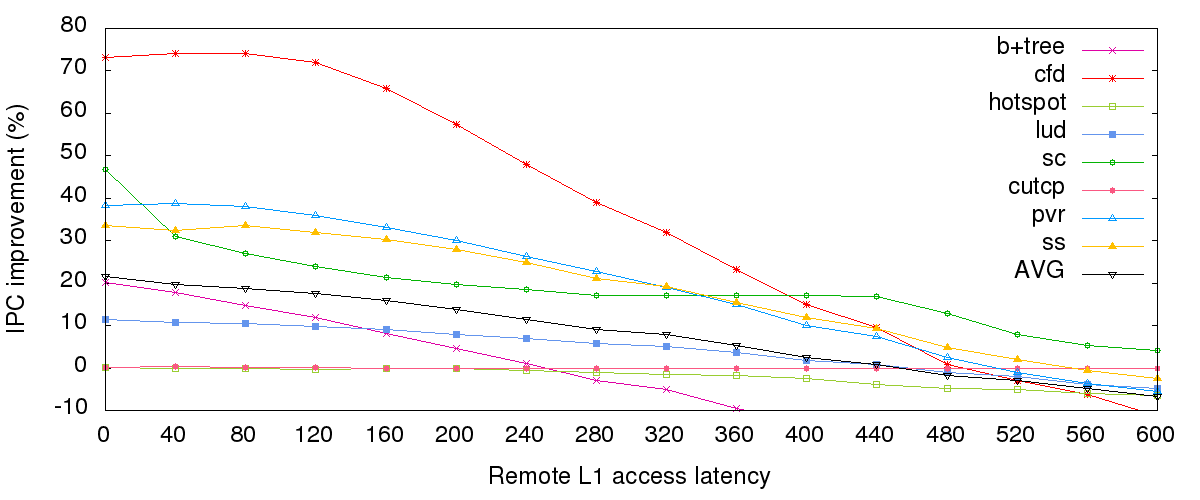 80
70
60
50
40
30
20
10
0
-10
IPC improvement (%)
b+tree
cfd
hotspot
lud
sc
cutcp
pvr
ss
AVG
0 40 80 120 160 200 240 280 320 360 400 440 480 520 560 600
Remote L1 access latency